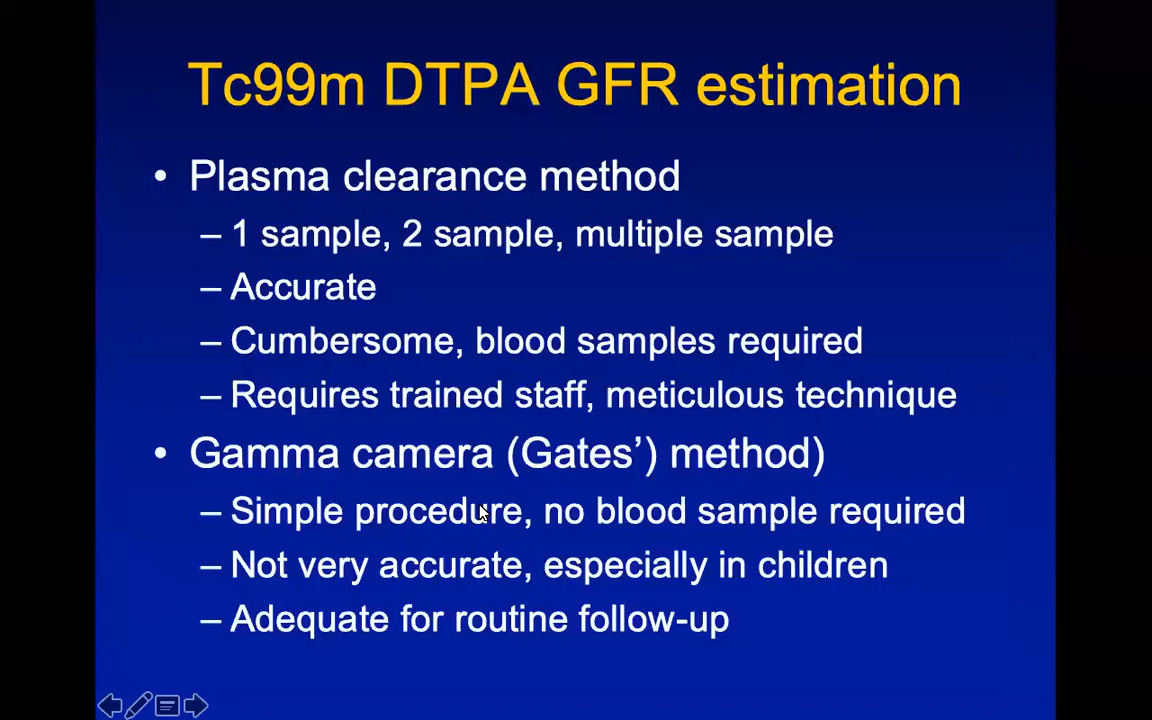 Tc99m DTPA GFR estimation
• Plasma clearance method
– 1 sample, 2 sample, multiple sample
– Accurate
– Cumbersome, blood samples required
– Requires trained staff, meticulous technique
• Gamma camera (Gates’) method)
– Simple procedure, no blood sample required
– Not very accurate, especially in children
– Adequate for routine follow-up